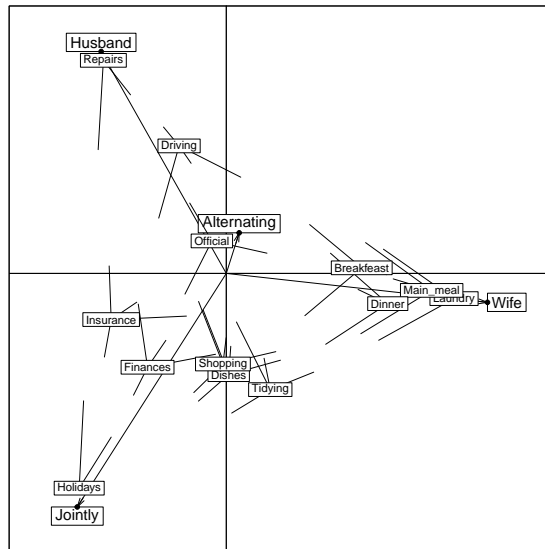 Husband
Repairs
Driving
Alternating
Official
Breakfeast
Main_meal
Laundry
Wife
Dinner
Insurance
Shopping
Finances
Dishes
Tidying
Holidays
Jointly